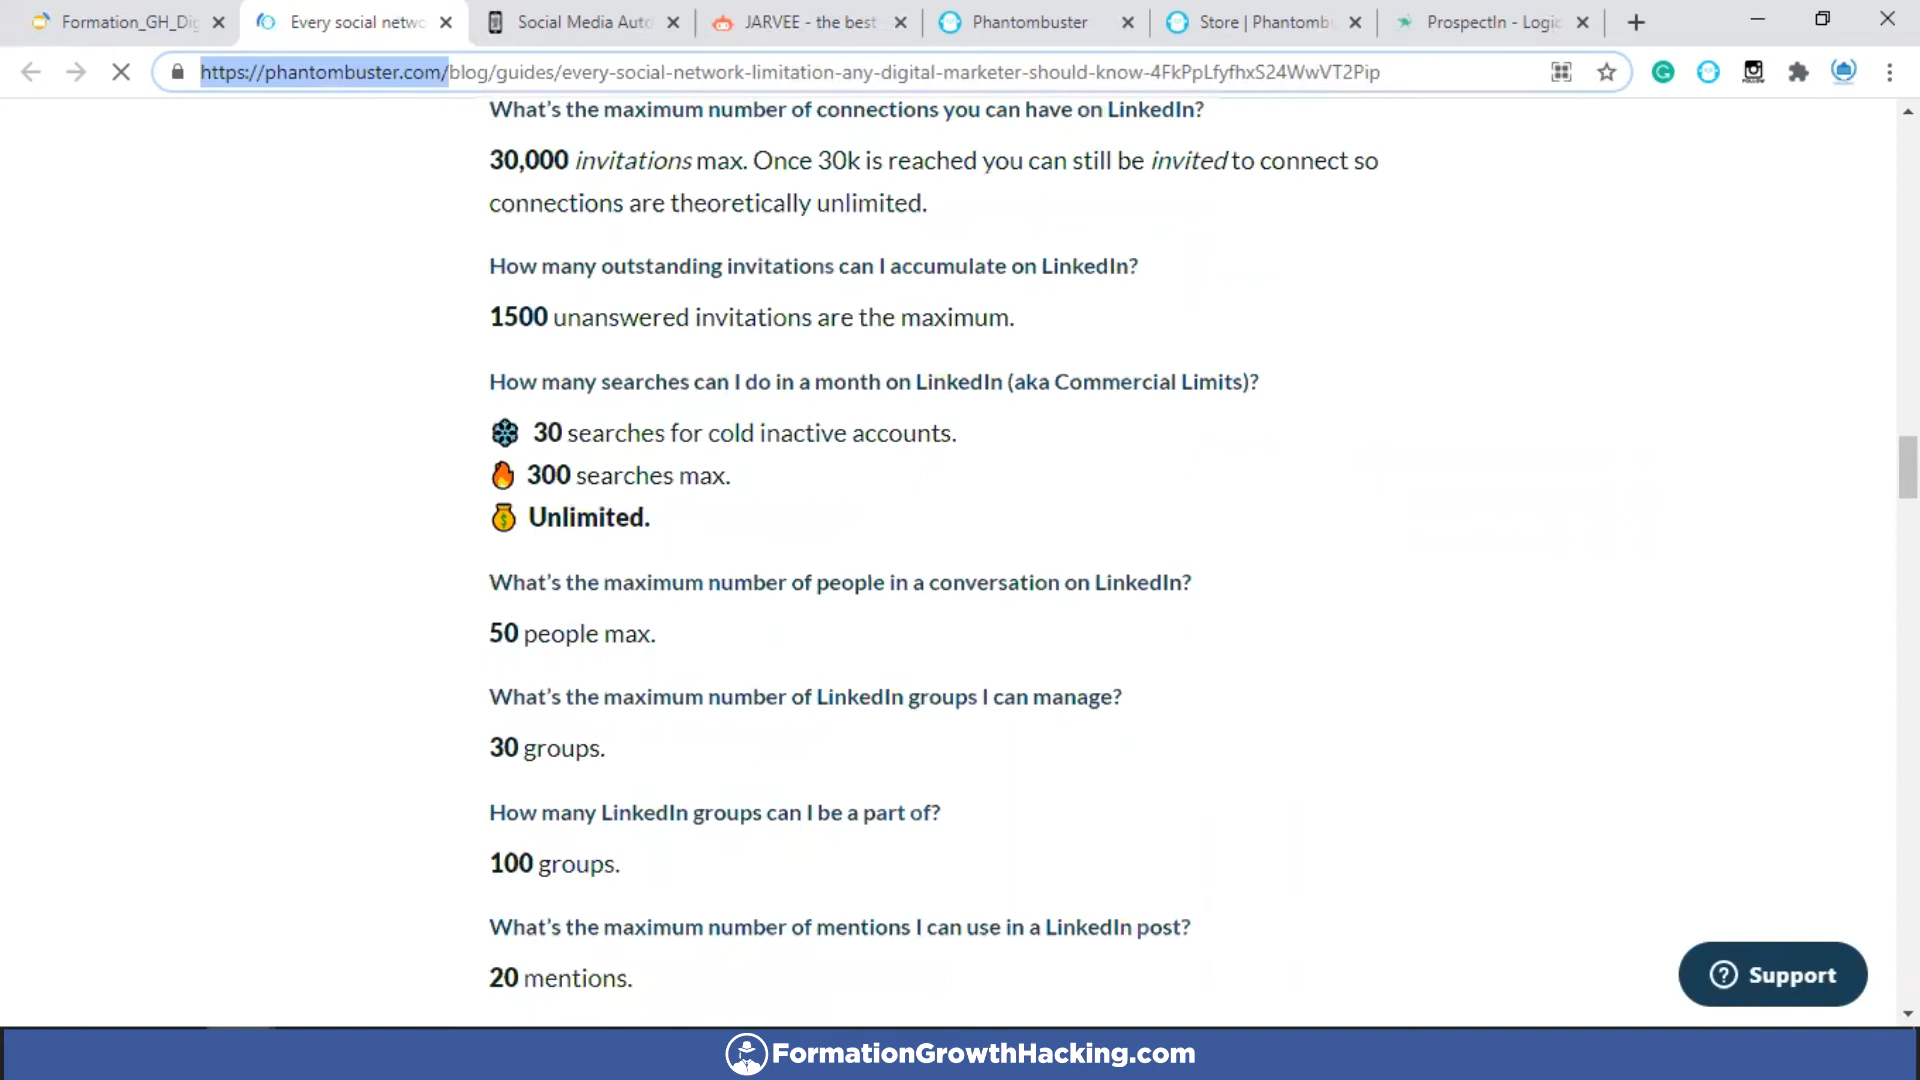 Formation_GH_Dig
Every social netwo
Social Media Auto
JARVEE - the best
Phantombuster
Store | Phantombu
ProspectIn - Logic
https://phantombuster.com/blog/guides/every-social-network-limitation-any-digital-marketer-should-know-4FkPpLfyfhxS24WwVT2Pip
What's the maximum number of connections you can have on LinkedIn?
30,000 invitations max. Once 30k is reached you can still be invited to connect so
connections are theoretically unlimited.
How many outstanding invitations can I accumulate on LinkedIn?
1500 unanswered invitations are the maximum.
How many searches can I do in a month on LinkedIn (aka Commercial Limits)?
30 searches for cold inactive accounts.
300 searches max.
Unlimited.
What's the maximum number of people in a conversation on LinkedIn?
50 people max.
What's the maximum number of LinkedIn groups I can manage?
30 groups.
How many LinkedIn groups can I be a part of?
100 groups.
What's the maximum number of mentions I can use in a LinkedIn post?
20 mentions.
Support
FormationGrowthHacking.com